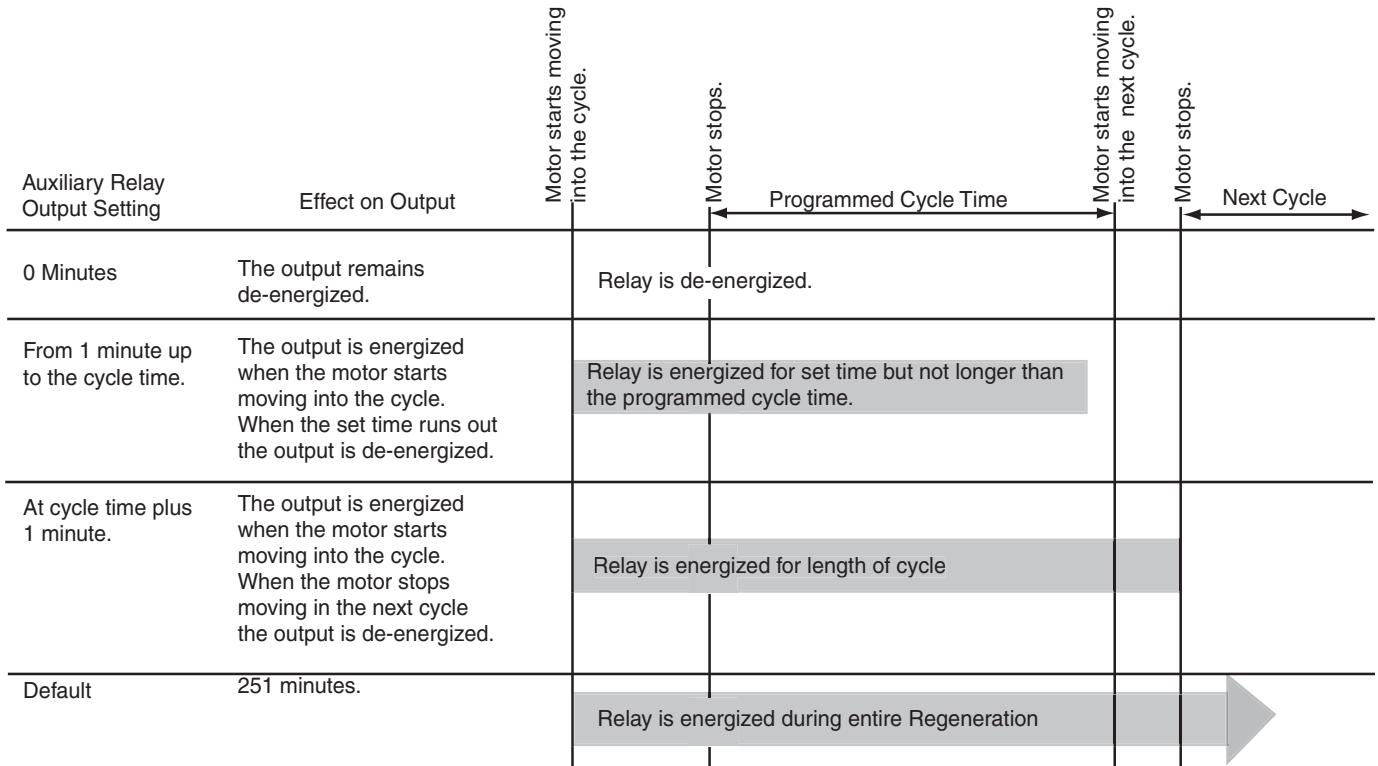 Motor starts moving
into the cycle.
Motor stops.
Motor starts moving
into the next cycle.
Motor stops.
Auxiliary Relay
Output Setting
Effect on Output
Programmed Cycle Time
Next Cycle
0 Minutes
The output remains
de-energized.
Relay is de-energized.
From 1 minute up
to the cycle time.
The output is energized
when the motor starts
moving into the cycle.
When the set time runs out
the output is de-energized.
Relay is energized for set time but not longer than
the programmed cycle time.
At cycle time plus
1 minute.
The output is energized
when the motor starts
moving into the cycle.
When the motor stops
moving in the next cycle
the output is de-energized.
Relay is energized for length of cycle
Default
251 minutes.
Relay is energized during entire Regeneration